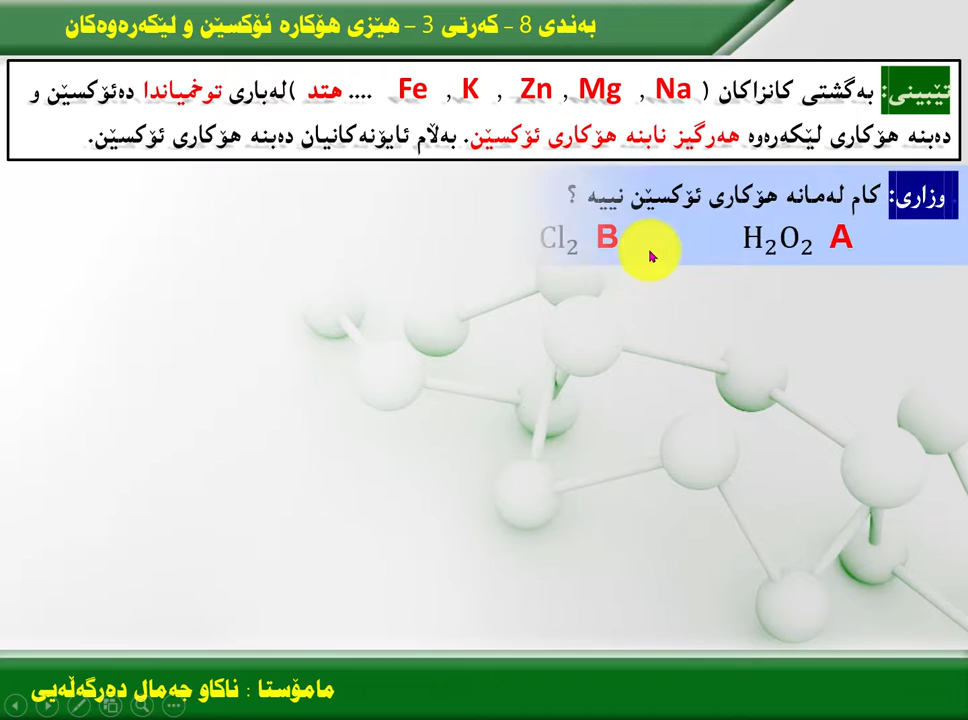 بەندی 8 - کەرتی 3 - هێزی هۆکارە ئۆکسێن و لێکەرەوەکان
تێبینی: بەگشتی کانزاکان ( Na , Mg , Zn , K , Fe .... هتد )لەباری توخمیاندا دەئۆکسێن و
دەبنە هۆکاری لێکەرەوە هەرگیز نابنە هۆکاری ئۆکسێن. بەڵام ئایۆنەکانیان دەبنە هۆکاری ئۆکسێن.
وزاری: کام لەمانە هۆکاری ئۆکسێن نییە ؟
A H₂O₂ B Cl₂
مامۆستا : ناکاو جەمال دەرگەڵەیی